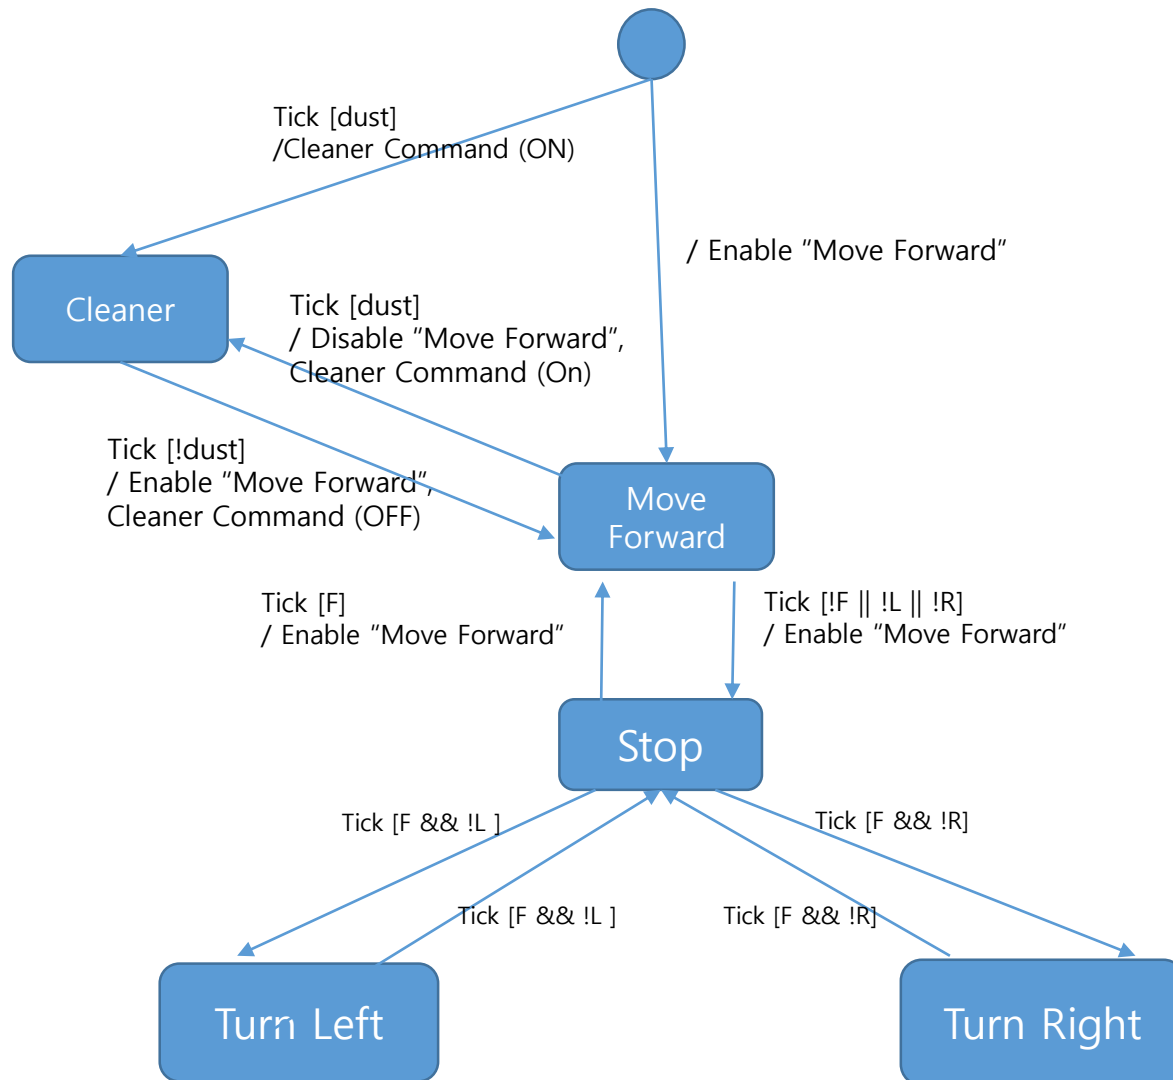 Tick [dust]
/Cleaner Command (ON)
/ Enable “Move Forward“
Cleaner
Tick [dust]
/ Disable “Move Forward“,
Cleaner Command (On)
Tick [!dust]
/ Enable “Move Forward“,
Cleaner Command (OFF)
Move
Forward
Tick [F]
/ Enable “Move Forward“
Tick [!F || !L || !R]
/ Enable “Move Forward“
Stop
Tick [F && !L ]
Tick [F && !R]
Tick [F && !L ]
Tick [F && !R]
Turn Left
Turn Right